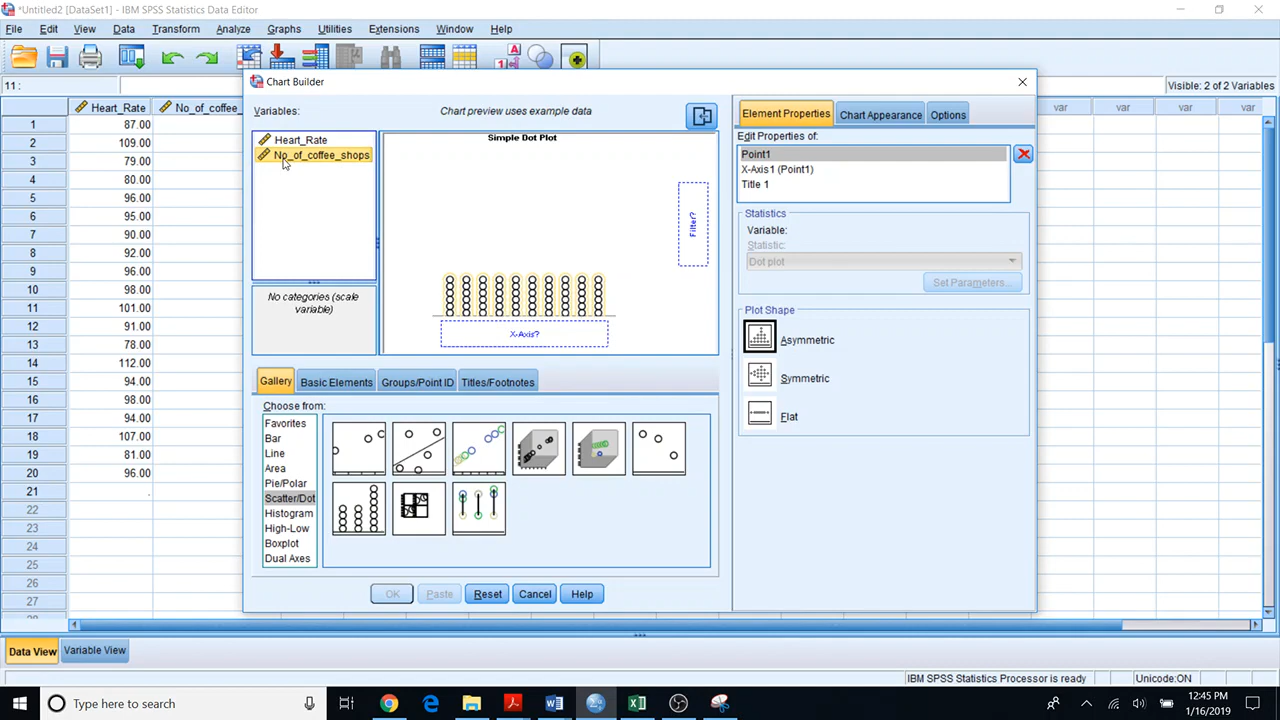 *Untitled2 [DataSet1] - IBM SPSS Statistics Data Editor
File Edit View Data Transform Graphs Analyze Graphs Utilities Extensions Window Help
11 :
Visible: 2 of 2 Variables
Heart_Rate No_of_coffee_ var var var var
1 87.00
2 109.00
3 79.00
4 80.00
5 96.00
6 95.00
7 90.00
8 92.00
9 96.00
10 98.00
11 101.00
12 91.00
13 78.00
14 112.00
15 94.00
16 98.00
17 94.00
18 107.00
19 81.00
20 96.00
21 .
22
23
24
25
26
27
Chart Builder
Variables:
Chart preview uses example data
Heart_Rate
No_of_coffee_shops
No categories (scale
variable)
Simple Dot Plot
Filter?
X-Axis?
Gallery Basic Elements Groups/Point ID Titles/Footnotes
Choose from:
Favorites
Bar
Line
Area
Pie/Polar
Scatter/Dot
Histogram
High-Low
Boxplot
Dual Axes
OK Paste Reset Cancel Help
Element Properties Chart Appearance Options
Edit Properties of:
Point1
X-Axis1 (Point1)
Title 1
Statistics
Variable:
Statistic:
Dot plot
Set Parameters...
Plot Shape
Asymmetric
Symmetric
Flat
Data View Variable View
IBM SPSS Statistics Processor is ready
Unicode:ON
Type here to search
12:45 PM
1/16/2019